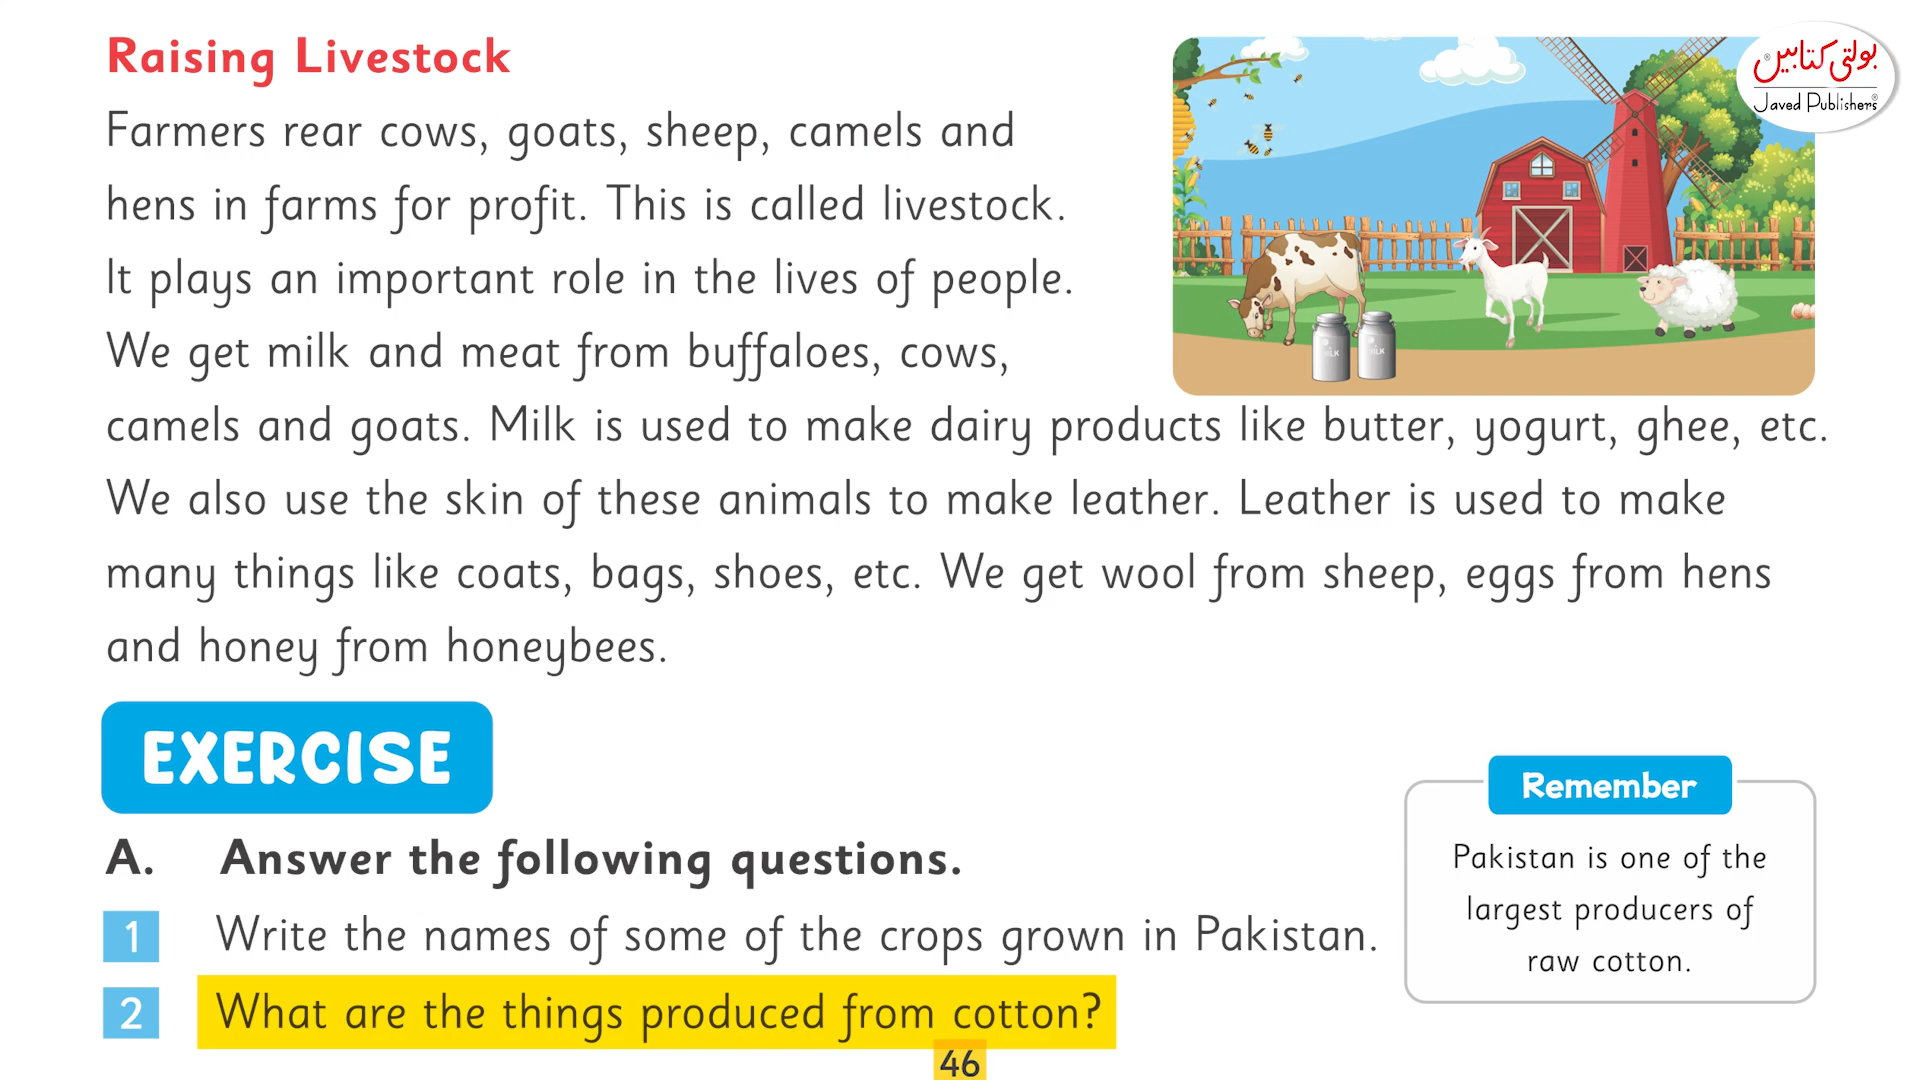 Raising Livestock
بولتی کتابیں
Javed Publishers
Farmers rear cows, goats, sheep, camels and
hens in farms for profit. This is called livestock.
It plays an important role in the lives of people.
We get milk and meat from buffaloes, cows,
MILK
MILK
camels and goats. Milk is used to make dairy products like butter, yogurt, ghee, etc.
We also use the skin of these animals to make leather. Leather is used to make
many things like coats, bags, shoes, etc. We get wool from sheep, eggs from hens
and honey from honeybees.
EXERCISE
A. Answer the following questions.
1 Write the names of some of the crops grown in Pakistan.
2 What are the things produced from cotton?
Remember
Pakistan is one of the
largest producers of
raw cotton.
46